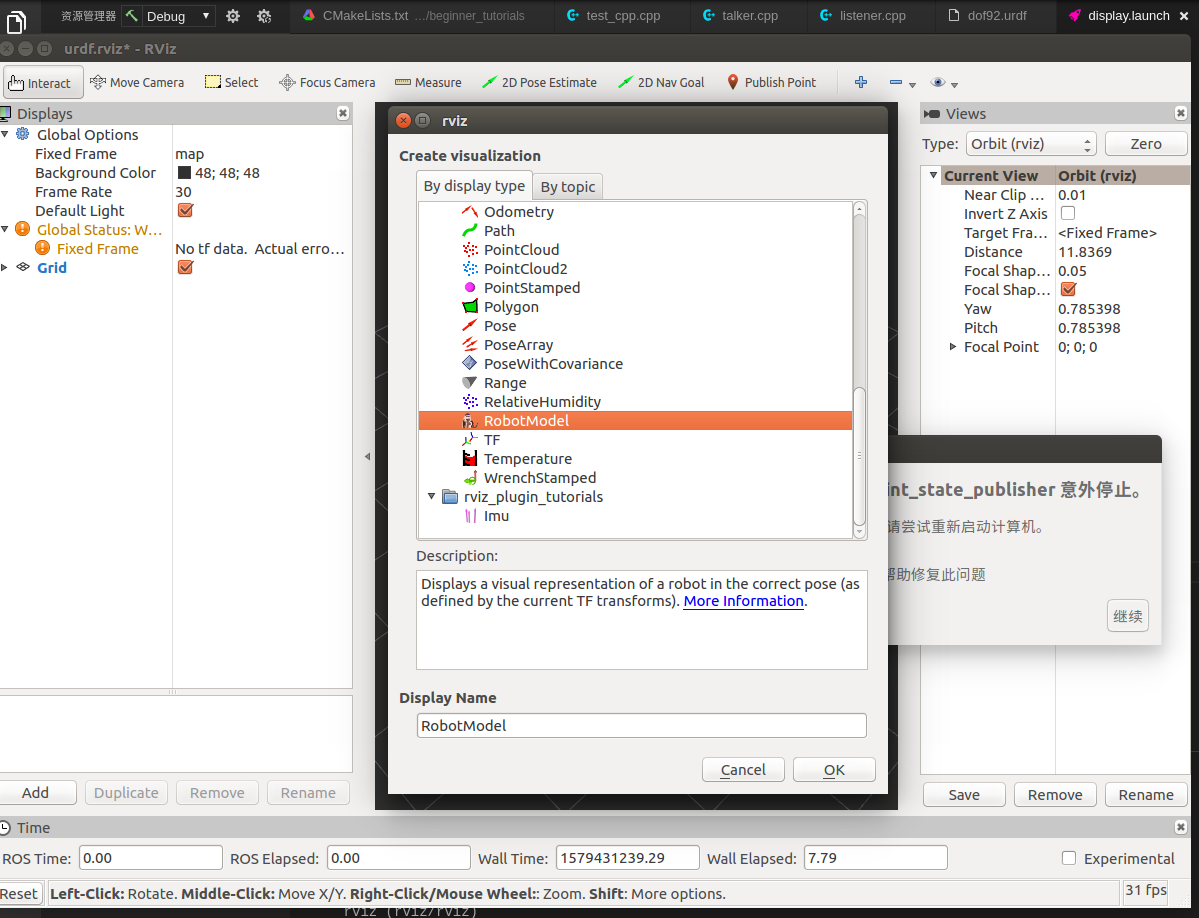 资源管理器 Debug CMakeLists.txt .../beginner_tutorials test_cpp.cpp talker.cpp listener.cpp dof92.urdf display.launch
urdf.rviz* - RViz
Interact Move Camera Select Focus Camera Measure 2D Pose Estimate 2D Nav Goal Publish Point
Displays
Global Options
Fixed Frame map
Background Color 48; 48; 48
Frame Rate 30
Default Light
Global Status: W...
Fixed Frame No tf data. Actual erro...
Grid
Add Duplicate Remove Rename
rviz
Create visualization
By display type By topic
Odometry
Path
PointCloud
PointCloud2
PointStamped
Polygon
Pose
PoseArray
PoseWithCovariance
Range
RelativeHumidity
RobotModel
TF
Temperature
WrenchStamped
rviz_plugin_tutorials
Imu
Description:
Displays a visual representation of a robot in the correct pose (as
defined by the current TF transforms). More Information.
Display Name
RobotModel
Cancel OK
Views
Type: Orbit (rviz) Zero
Current View Orbit (rviz)
Near Clip ... 0.01
Invert Z Axis
Target Fra... <Fixed Frame>
Distance 11.8369
Focal Shap... 0.05
Focal Shap...
Yaw 0.785398
Pitch 0.785398
Focal Point 0; 0; 0
int_state_publisher 意外停止。
请尝试重新启动计算机。
帮助修复此问题
继续
Save Remove Rename
Time
ROS Time: 0.00 ROS Elapsed: 0.00 Wall Time: 1579431239.29 Wall Elapsed: 7.79 Experimental
Reset Left-Click: Rotate. Middle-Click: Move X/Y. Right-Click/Mouse Wheel:: Zoom. Shift: More options. 31 fps
rviz (rviz/rviz)